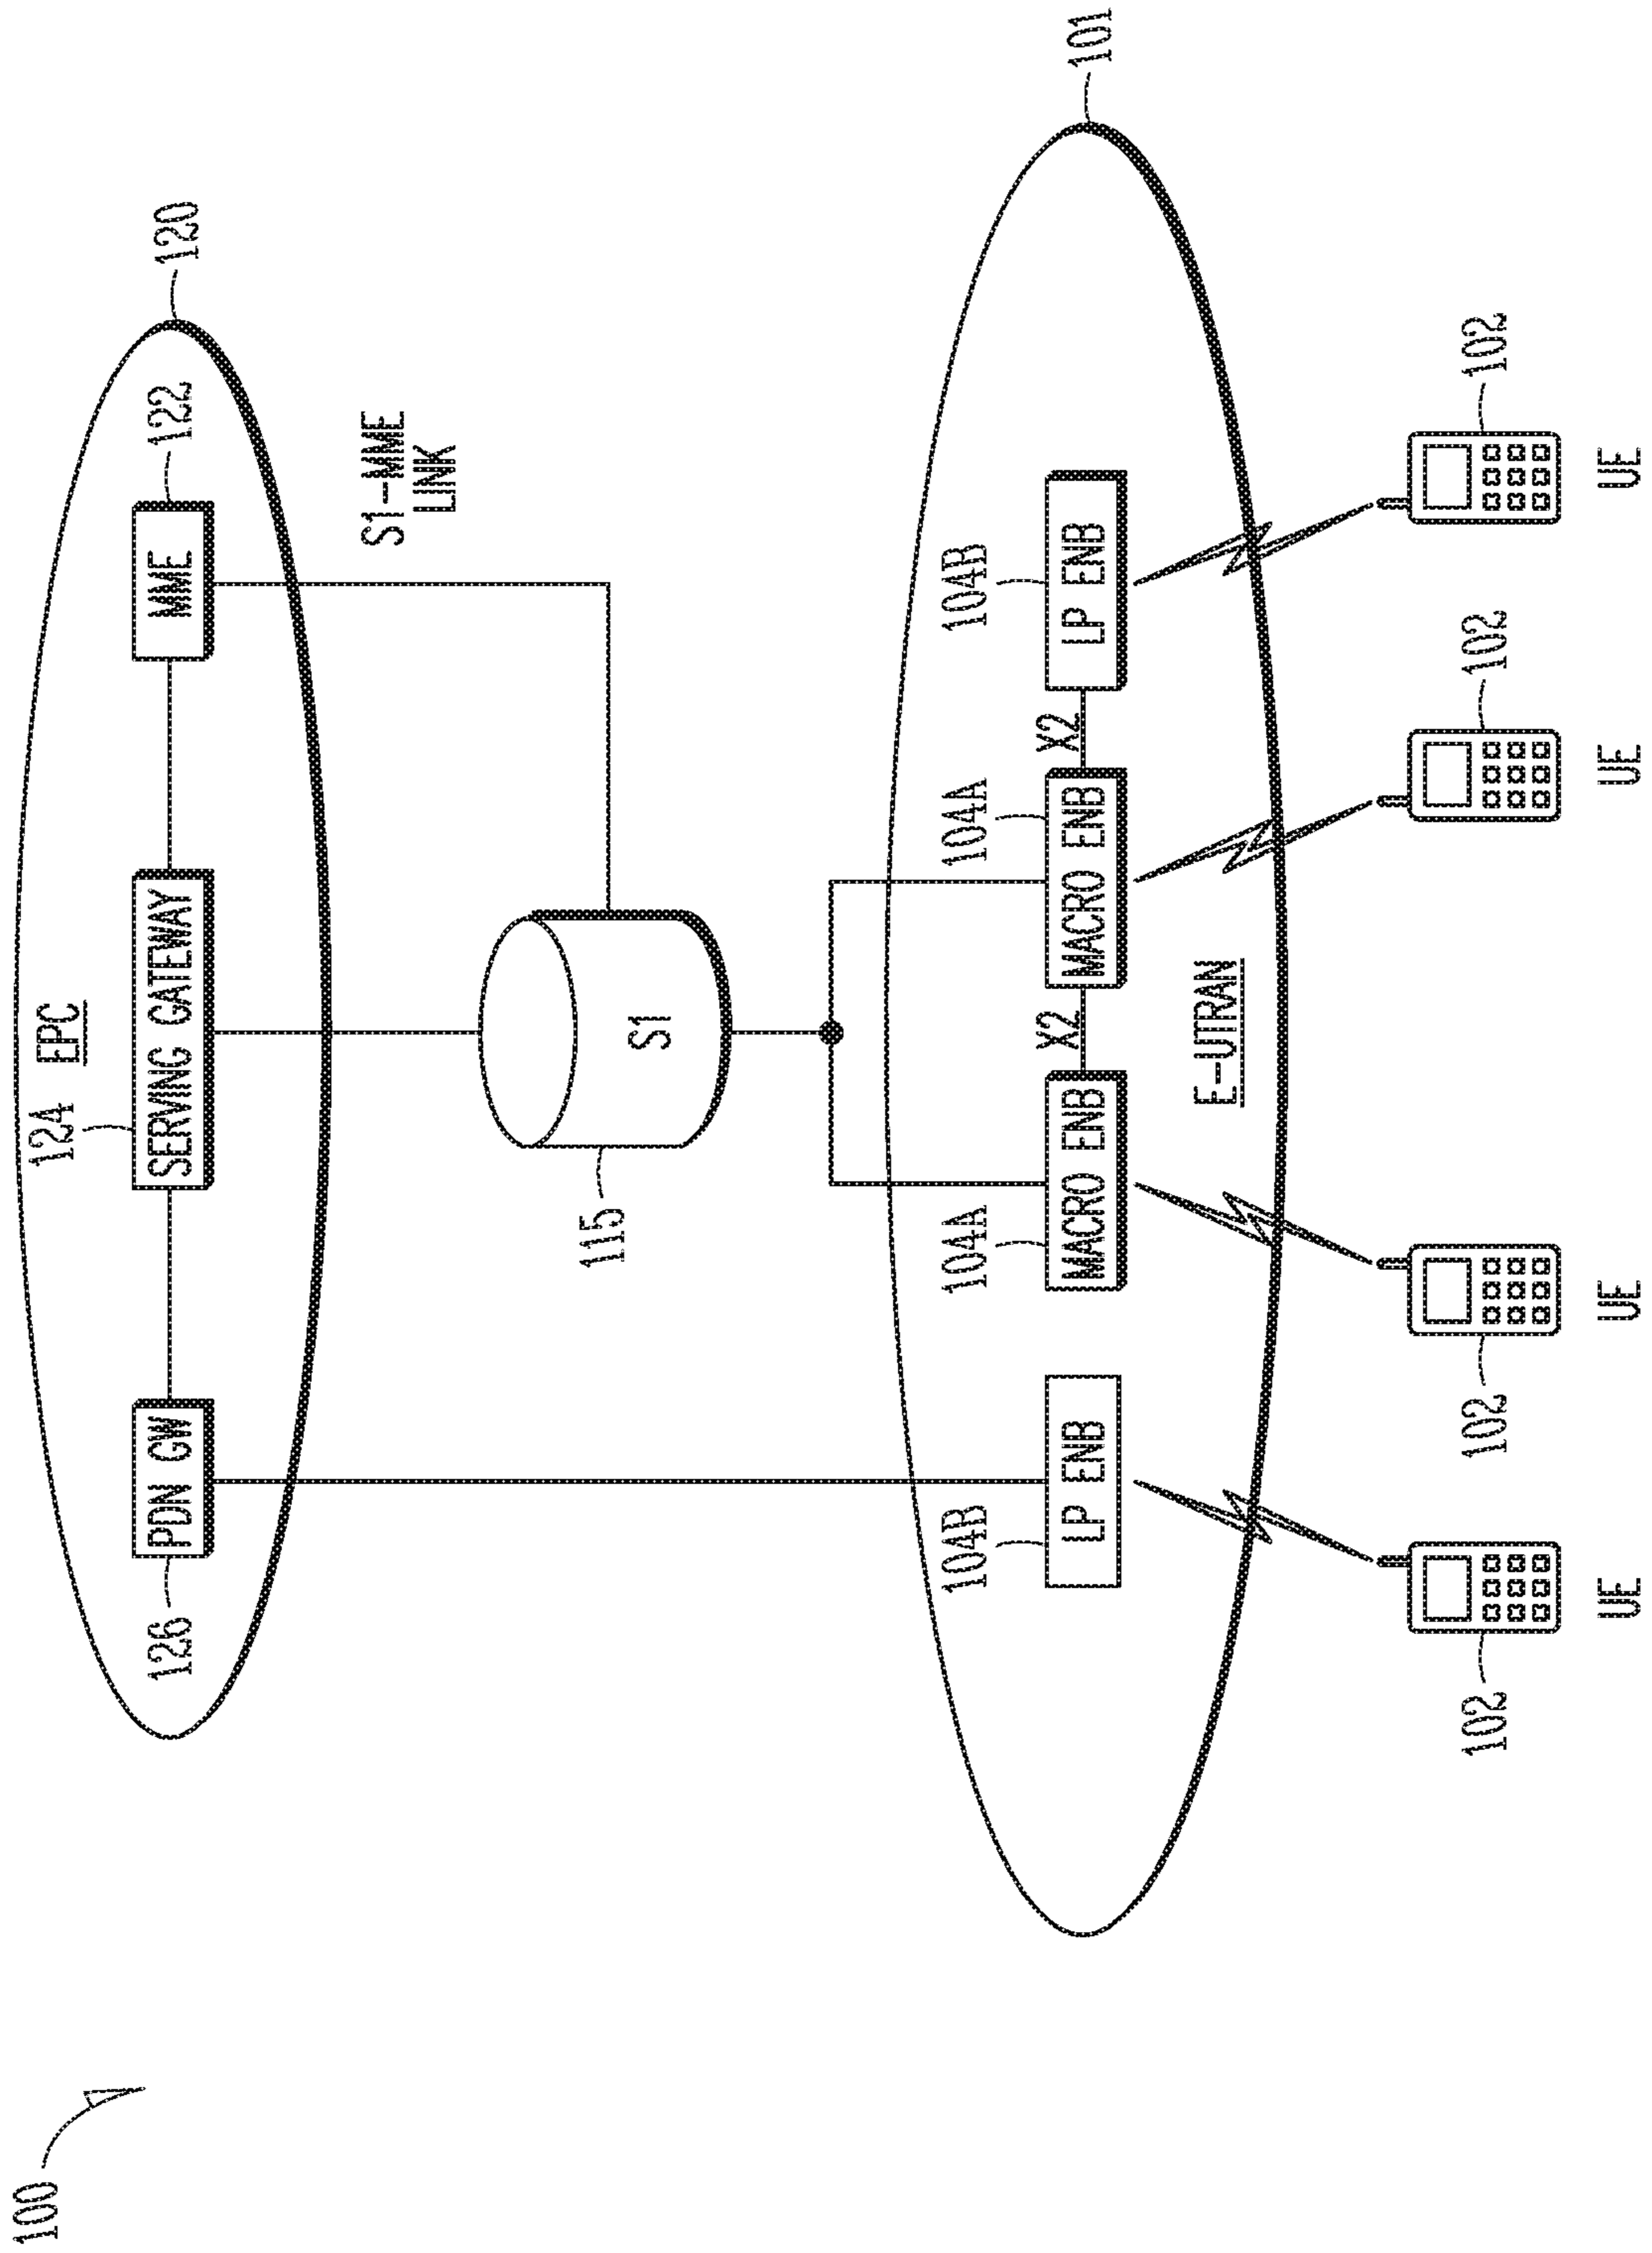 100
120
EPC
124
126
PDN GW
SERVING GATEWAY
MME
122
S1-MME
LINK
115
S1
101
104B
LP ENB
104A
MACRO ENB
X2
104A
MACRO ENB
X2
104B
LP ENB
E-UTRAN
102
102
102
102
UE
UE
UE
UE